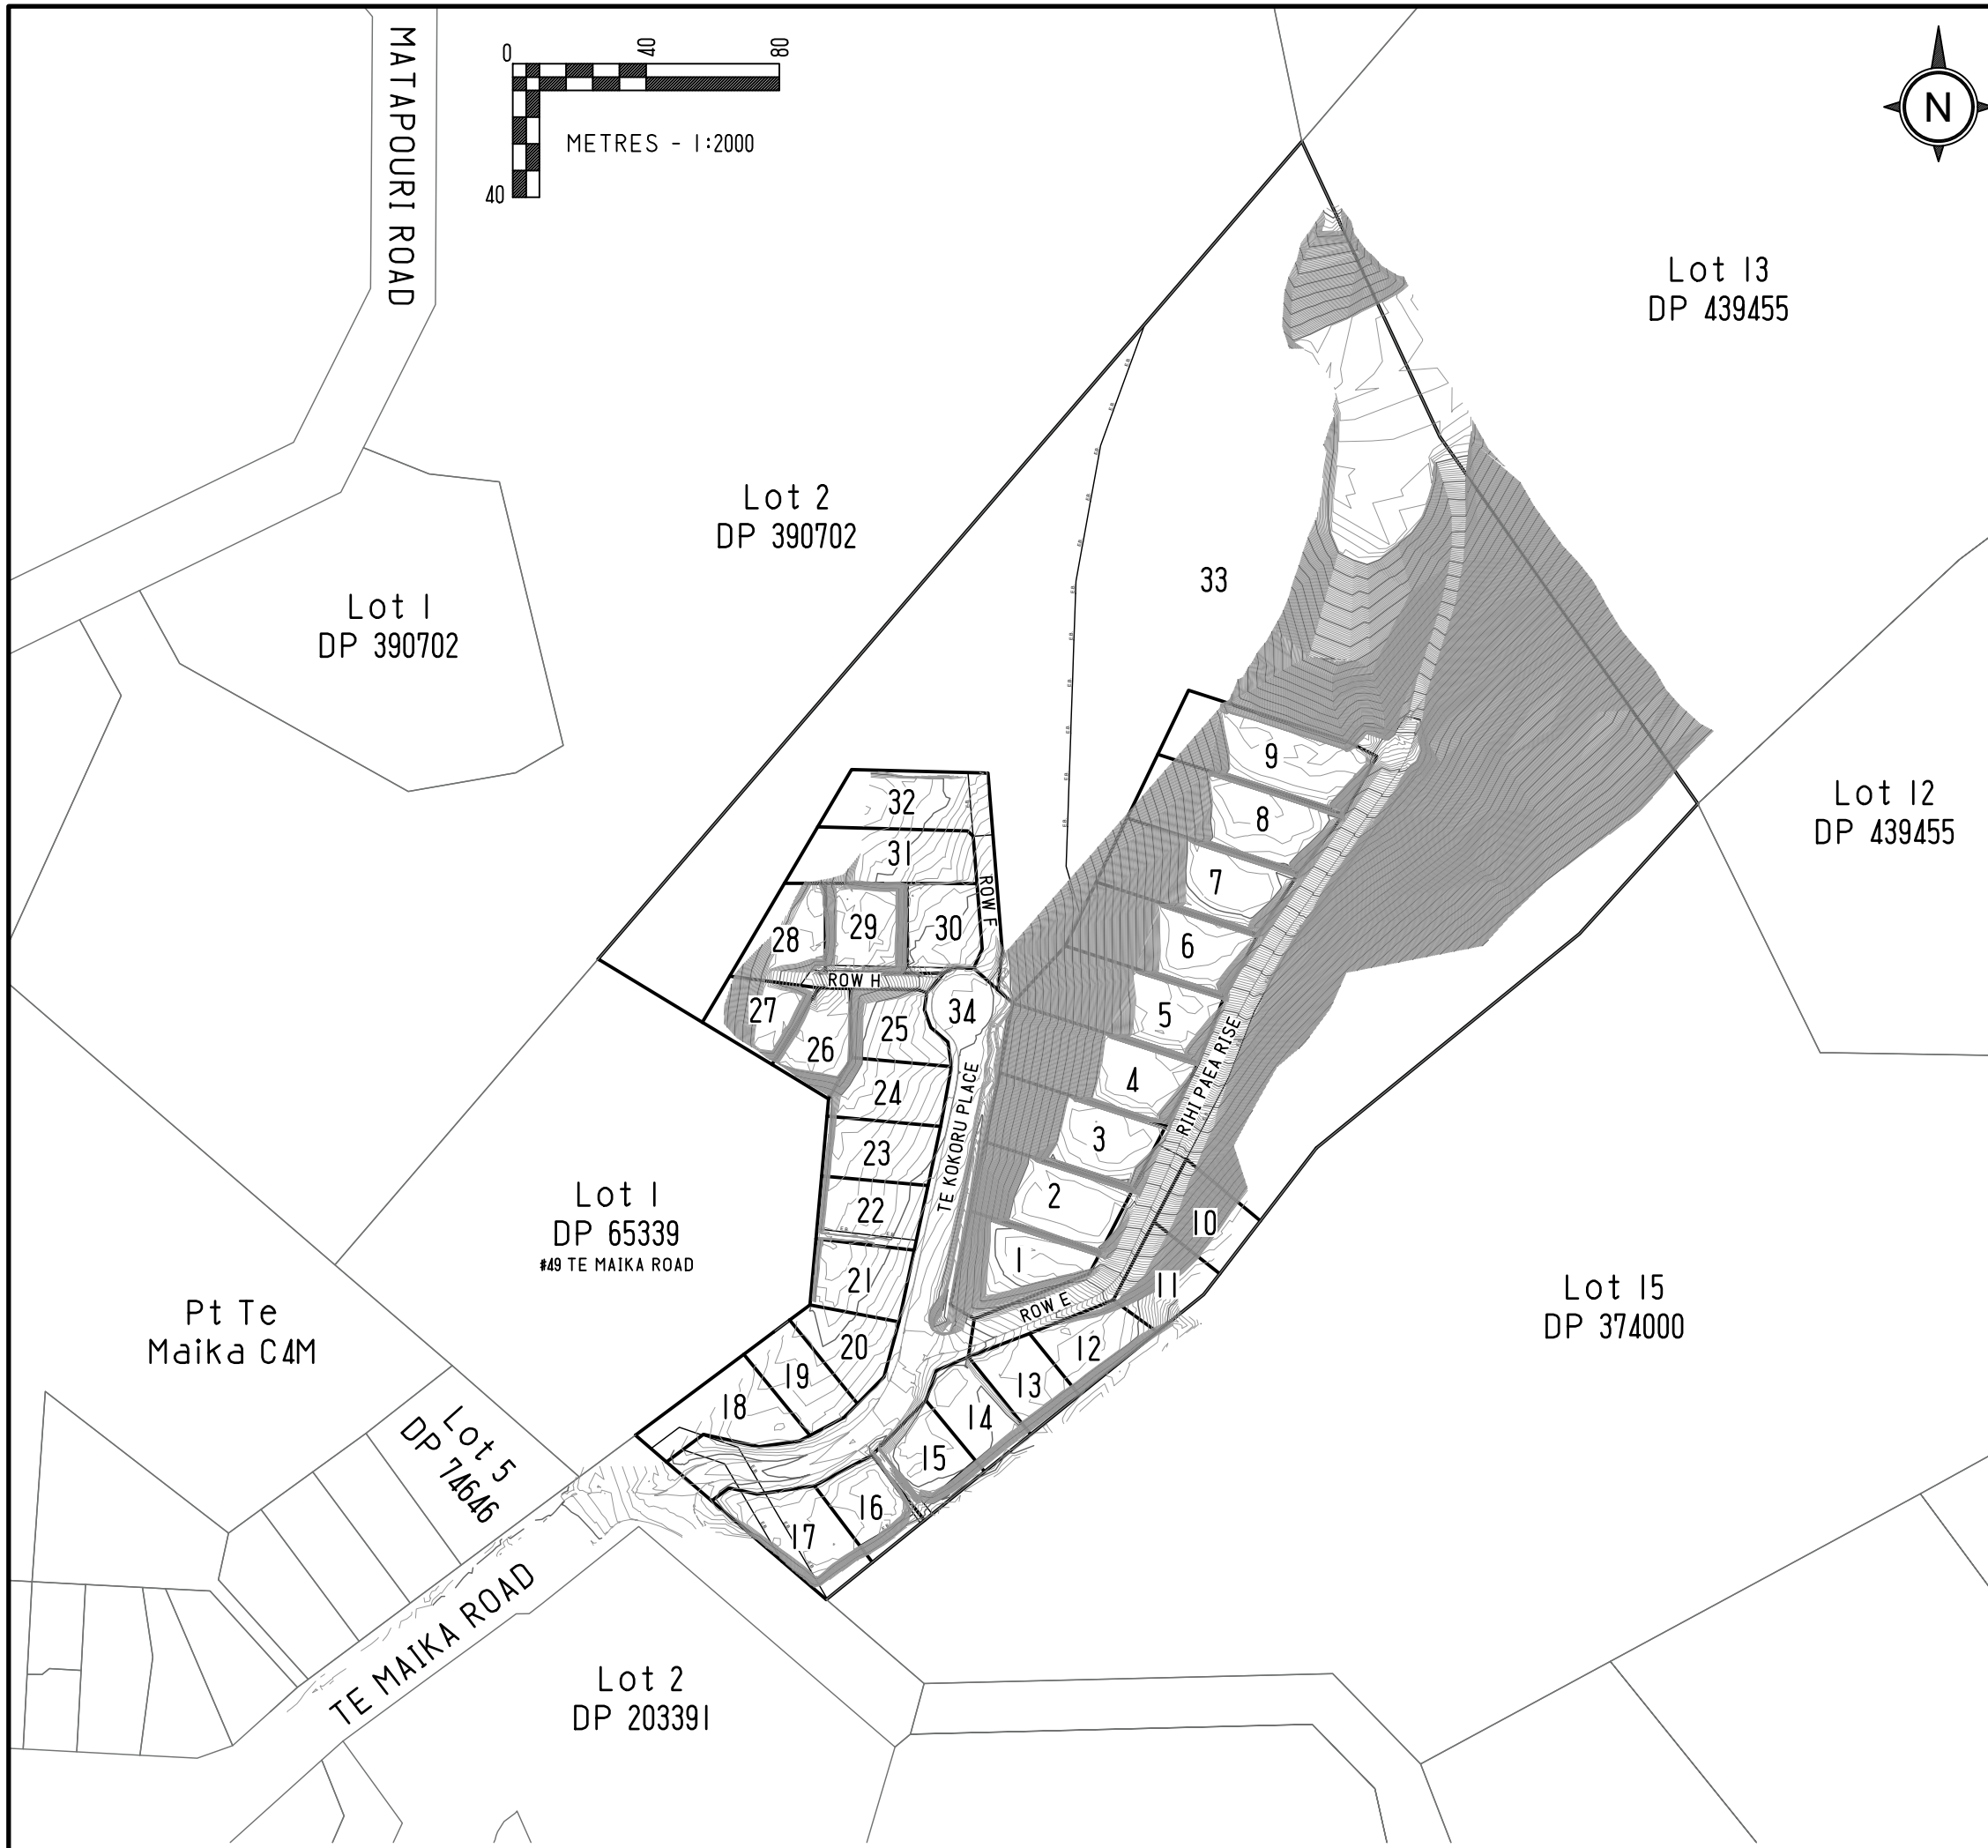 MATAPOURI ROAD
0
40
80
40
METRES - 1:2000
N
Lot 13
DP 439455
Lot 2
DP 390702
Lot 1
DP 390702
33
Lot 12
DP 439455
9
8
7
6
5
4
3
2
1
32
31
ROW F
30
29
28
ROW H
27
26
25
34
24
23
22
21
20
19
18
TE KOKORU PLACE
RIHI PAEA RISE
ROW E
10
11
12
13
14
15
16
17
Lot 1
DP 65339
#49 TE MAIKA ROAD
Lot 15
DP 374000
Pt Te
Maika C4M
Lot 5
DP 74646
TE MAIKA ROAD
Lot 2
DP 203391